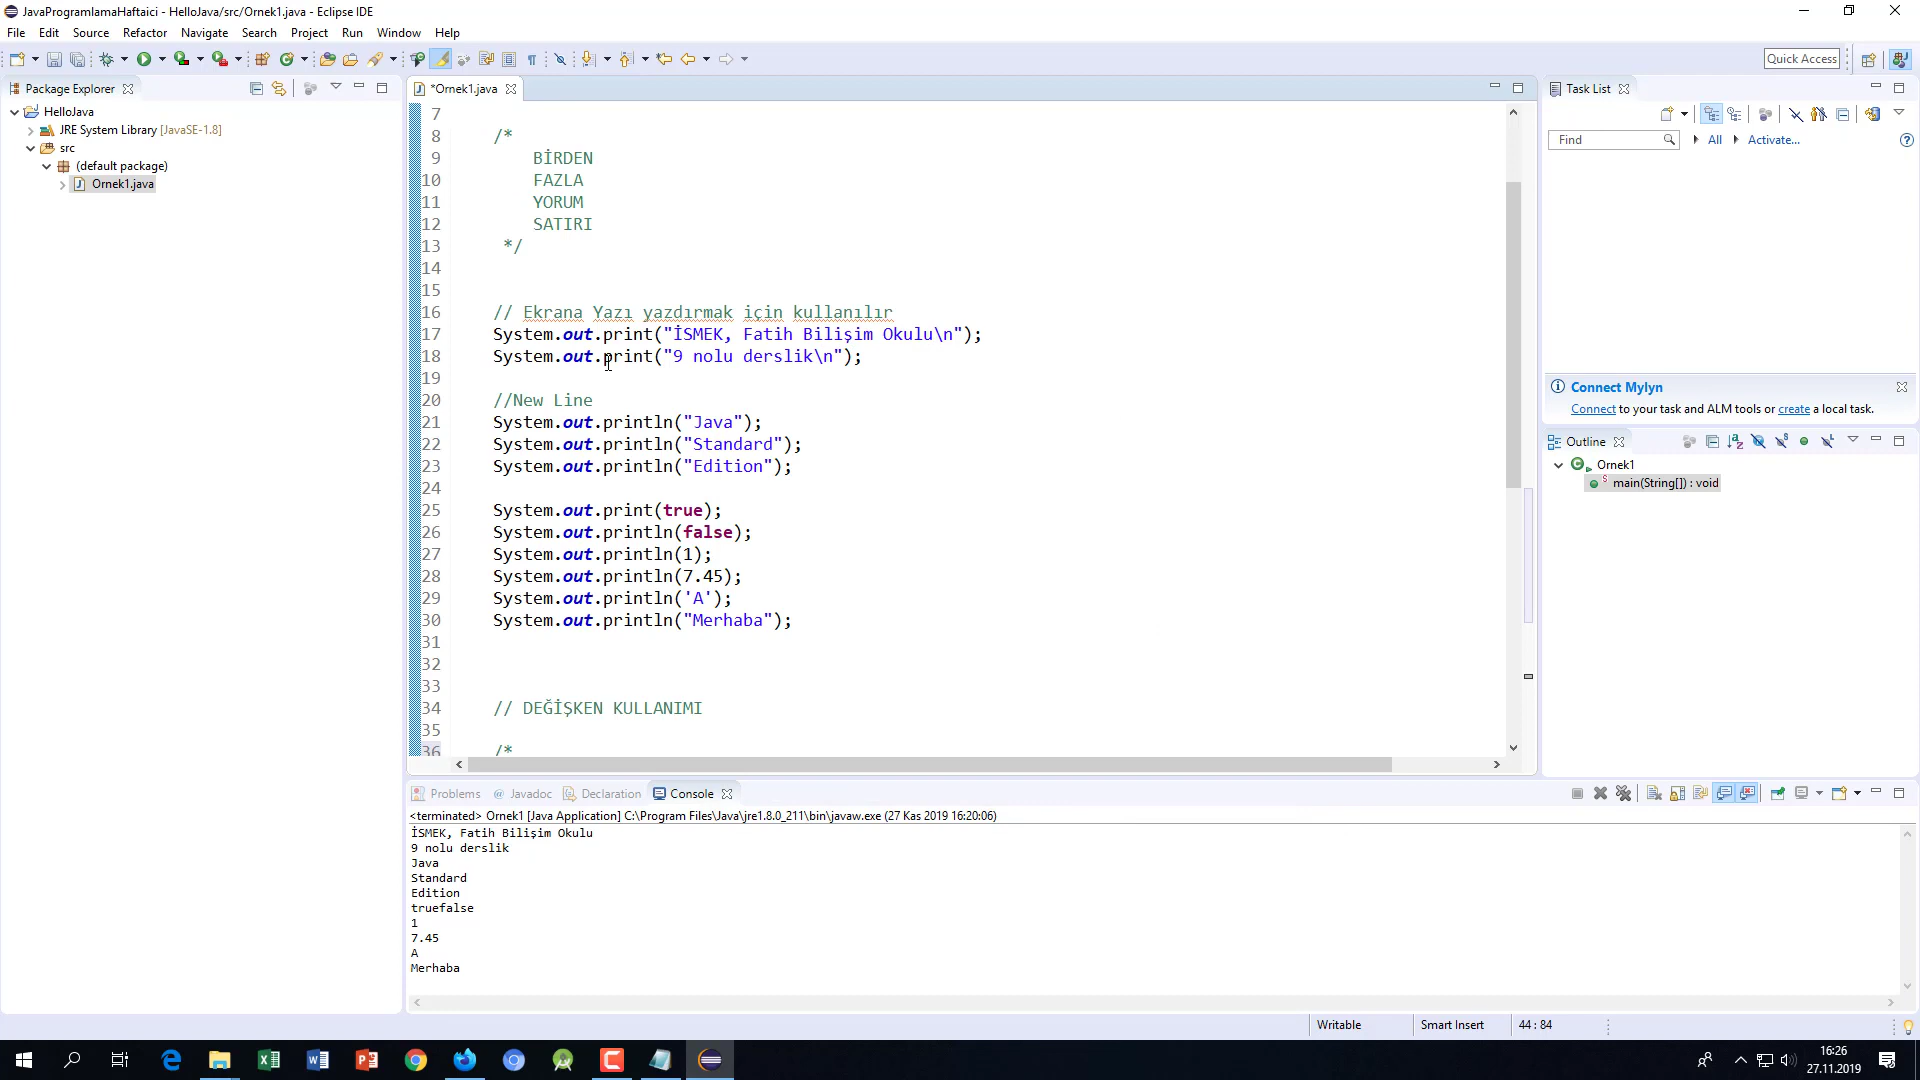 JavaProgramlamaHaftaici - HelloJava/src/Ornek1.java - Eclipse IDE
File Edit Source Refactor Navigate Search Project Run Window Help
Quick Access
Package Explorer
HelloJava
JRE System Library [JavaSE-1.8]
src
(default package)
Ornek1.java
*Ornek1.java
7
8 /*
9 BİRDEN
10 FAZLA
11 YORUM
12 SATIRI
13 */
14
15
16 // Ekrana Yazı yazdırmak için kullanılır
17 System.out.print("İSMEK, Fatih Bilişim Okulu\n");
18 System.out.print("9 nolu derslik\n");
19
20 //New Line
21 System.out.println("Java");
22 System.out.println("Standard");
23 System.out.println("Edition");
24
25 System.out.print(true);
26 System.out.println(false);
27 System.out.println(1);
28 System.out.println(7.45);
29 System.out.println('A');
30 System.out.println("Merhaba");
31
32
33
34 // DEĞİŞKEN KULLANIMI
35
36 /*
Task List
Find All Activate...
Connect Mylyn
Connect to your task and ALM tools or create a local task.
Outline
Ornek1
main(String[]) : void
Problems @ Javadoc Declaration Console
<terminated> Ornek1 [Java Application] C:\Program Files\Java\jre1.8.0_211\bin\javaw.exe (27 Kas 2019 16:20:06)
İSMEK, Fatih Bilişim Okulu
9 nolu derslik
Java
Standard
Edition
truefalse
1
7.45
A
Merhaba
Writable Smart Insert 44 : 84
16:26
27.11.2019